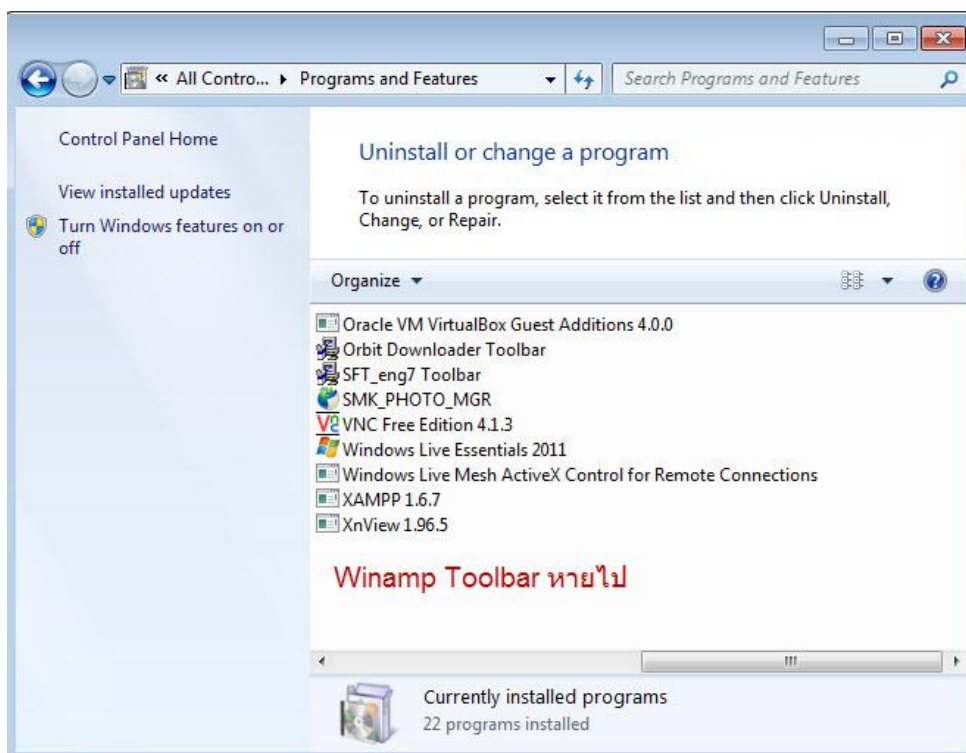 « All Contro... ▸ Programs and Features
Search Programs and Features
Control Panel Home
View installed updates
Turn Windows features on or
off
Uninstall or change a program
To uninstall a program, select it from the list and then click Uninstall,
Change, or Repair.
Organize
Oracle VM VirtualBox Guest Additions 4.0.0
Orbit Downloader Toolbar
SFT_eng7 Toolbar
SMK_PHOTO_MGR
VNC Free Edition 4.1.3
Windows Live Essentials 2011
Windows Live Mesh ActiveX Control for Remote Connections
XAMPP 1.6.7
XnView 1.96.5
Winamp Toolbar หายไป
Currently installed programs
22 programs installed